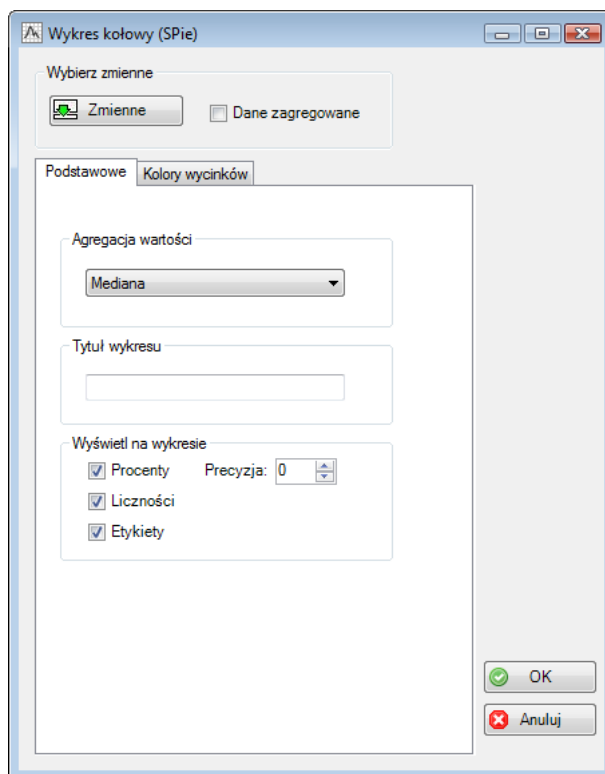 Wykres kołowy (SPie)
Wybierz zmienne
Zmienne Dane zagregowane
Podstawowe Kolory wycinków
Agregacja wartości
Mediana
Tytuł wykresu
Wyświetl na wykresie
Procenty Precyzja: 0
Liczności
Etykiety
OK
Anuluj